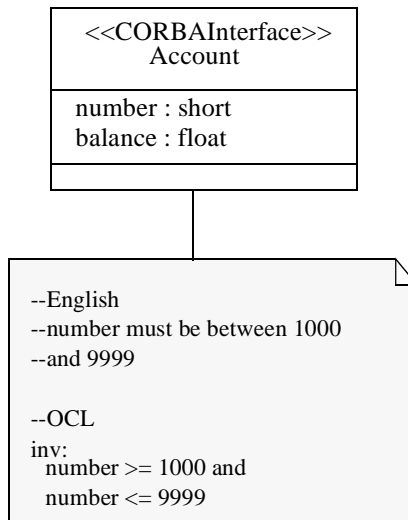 <<CORBAInterface>>
Account
number : short
balance : float
--English
--number must be between 1000
--and 9999
--OCL
inv:
number >= 1000 and
number <= 9999